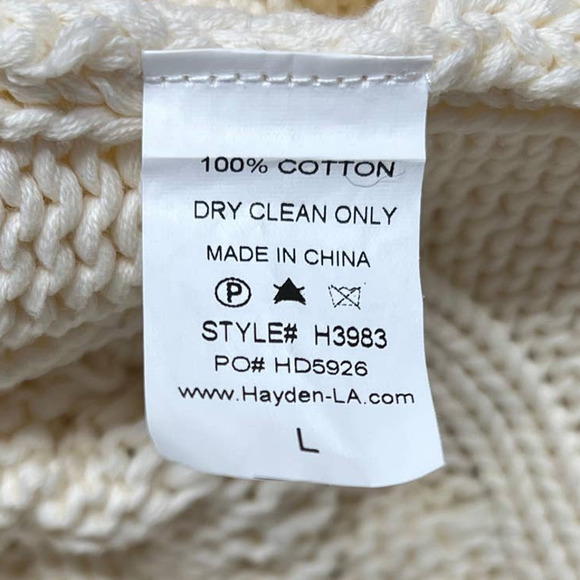 100% COTTON
DRY CLEAN ONLY
MADE IN CHINA
P
STYLE# H3983
PO# HD5926
www.Hayden-LA.com
L